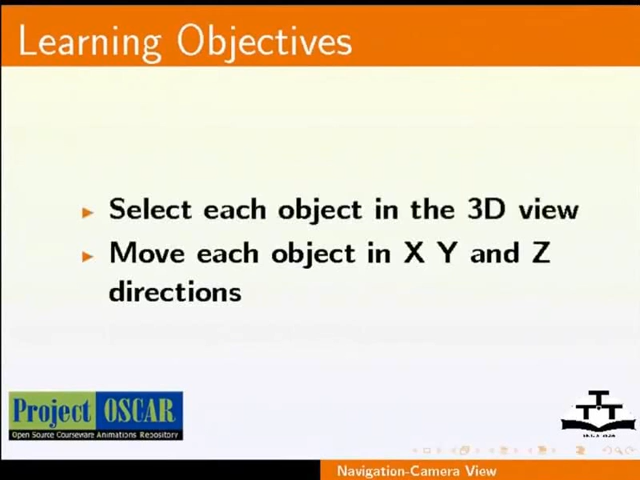 Learning Objectives
Select each object in the 3D view
Move each object in X Y and Z
directions
Project OSCAR
Open Source Courseware Animations Repository
Navigation-Camera View